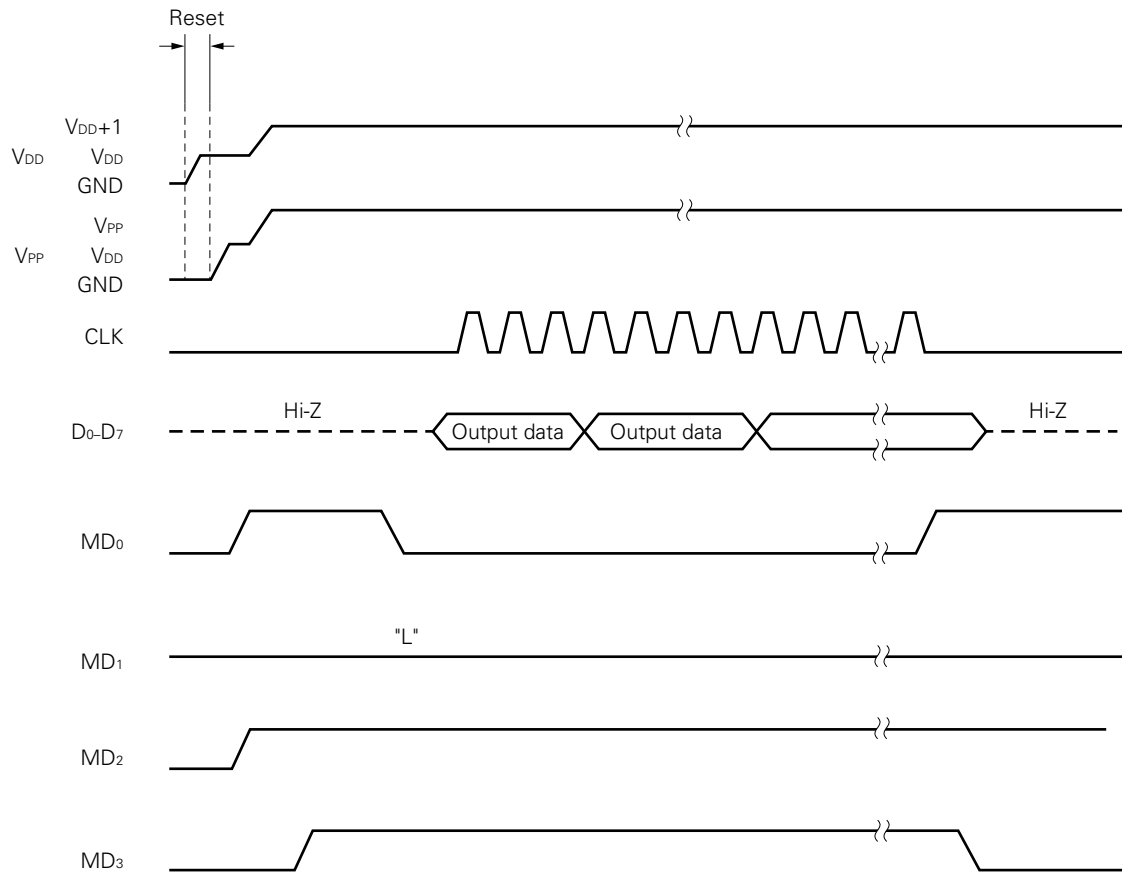 Reset
VDD+1
VDD VDD
GND
VPP
VPP VDD
GND
CLK
Hi-Z Hi-Z
D0-D7 Output data Output data
MD0
"L"
MD1
MD2
MD3